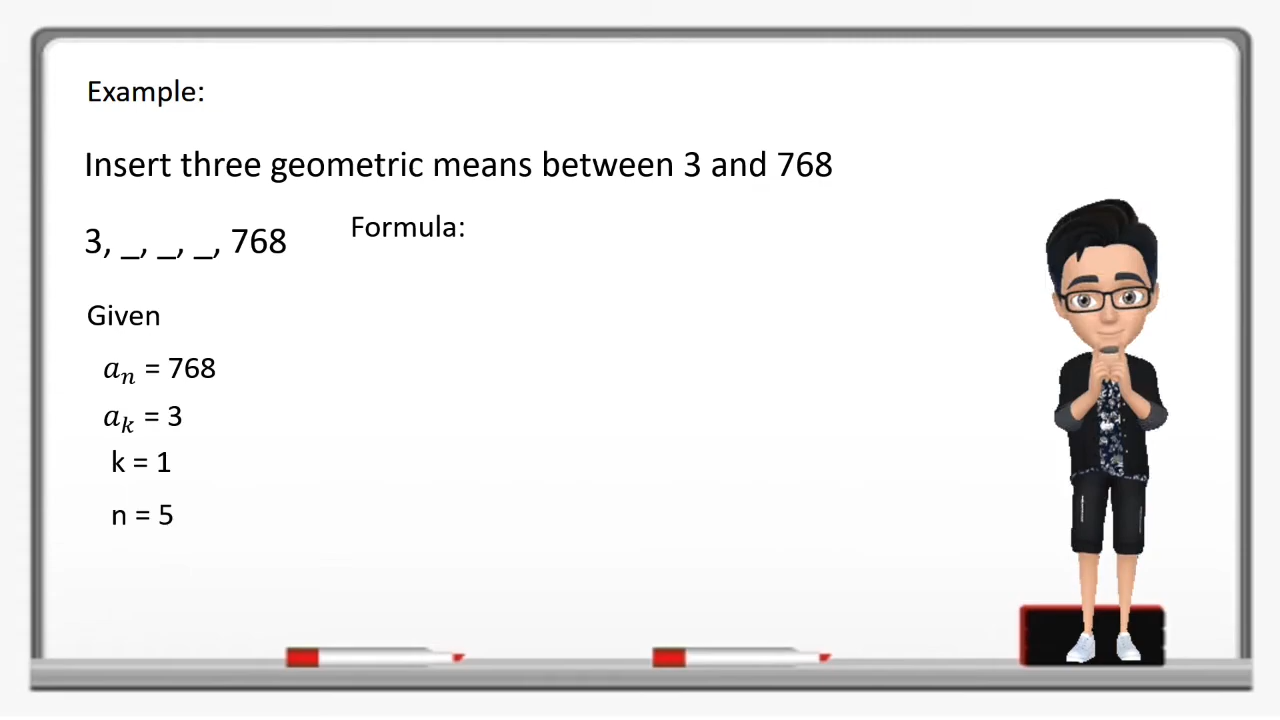 Example:
Insert three geometric means between 3 and 768
3, _, _, _, 768
Formula:
Given
aₙ = 768
aₖ = 3
k = 1
n = 5